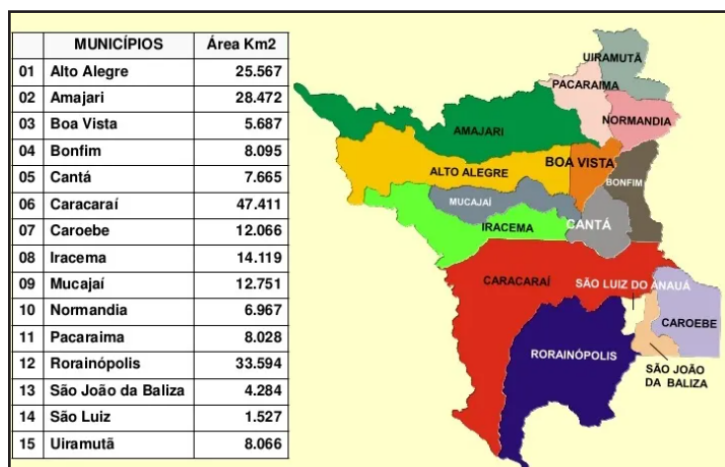 MUNICÍPIOS Área Km2
01 Alto Alegre 25.567
02 Amajari 28.472
03 Boa Vista 5.687
04 Bonfim 8.095
05 Cantá 7.665
06 Caracaraí 47.411
07 Caroebe 12.066
08 Iracema 14.119
09 Mucajaí 12.751
10 Normandia 6.967
11 Pacaraima 8.028
12 Rorainópolis 33.594
13 São João da Baliza 4.284
14 São Luiz 1.527
15 Uiramutã 8.066
UIRAMUTÃ
PACARAIMA
NORMANDIA
AMAJARI
BOA VISTA
ALTO ALEGRE
BONFIM
MUCAJAÍ
CANTÁ
IRACEMA
CARACARAÍ
SÃO LUIZ DO ANAUÁ
CAROEBE
RORAINÓPOLIS
SÃO JOÃO
DA BALIZA